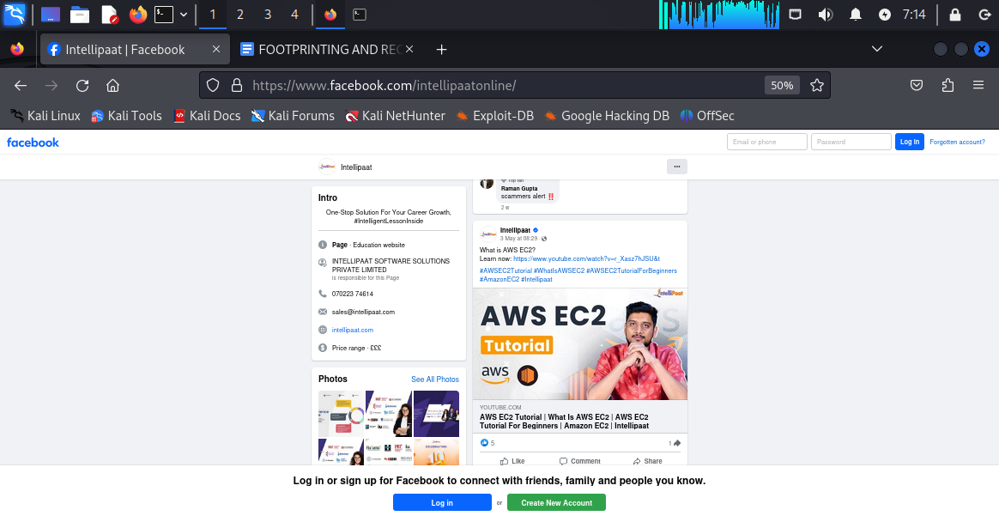 1 2 3 4
7:14
Intellipaat | Facebook
FOOTPRINTING AND REC
https://www.facebook.com/intellipaatonline/
50%
Kali Linux
Kali Tools
Kali Docs
Kali Forums
Kali NetHunter
Exploit-DB
Google Hacking DB
OffSec
facebook
Email or phone
Password
Log In
Forgotten account?
Intellipaat
Intro
One-Stop Solution For Your Career Growth,
#IntelligentLessonInside
Page · Education website
INTELLIPAAT SOFTWARE SOLUTIONS
PRIVATE LIMITED
is responsible for this Page
070223 74614
sales@intellipaat.com
intellipaat.com
Price range · £££
Photos
See All Photos
Top fan
Raman Gupta
scammers alert ‼️
2 w
Intellipaat
3 May at 08:29 ·
What is AWS EC2?
Learn now: https://www.youtube.com/watch?v=r_Xasz7hJSU&t
#AWSEC2Tutorial #WhatIsAWSEC2 #AWSEC2TutorialForBeginners
#AmazonEC2 #Intellipaat
IntelliPaat
AWS EC2
Tutorial
aws
YOUTUBE.COM
AWS EC2 Tutorial | What Is AWS EC2 | AWS EC2
Tutorial For Beginners | Amazon EC2 | Intellipaat
5
1
Like
Comment
Share
Log in or sign up for Facebook to connect with friends, family and people you know.
Log in
or
Create New Account